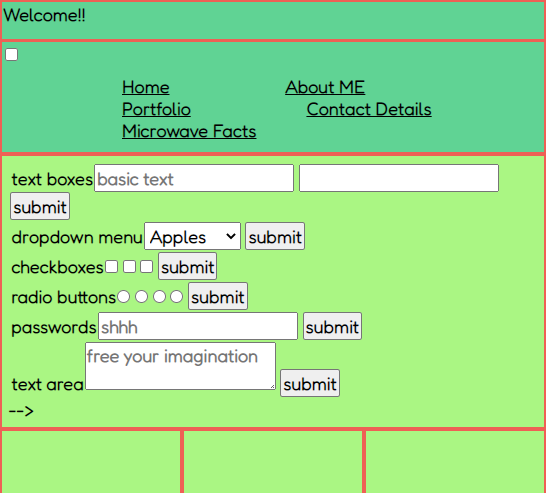 Welcome!!
Home About ME
Portfolio Contact Details
Microwave Facts
text boxes basic text
submit
dropdown menu Apples submit
checkboxes submit
radio buttons submit
passwords shhh submit
free your imagination
text area submit
-->